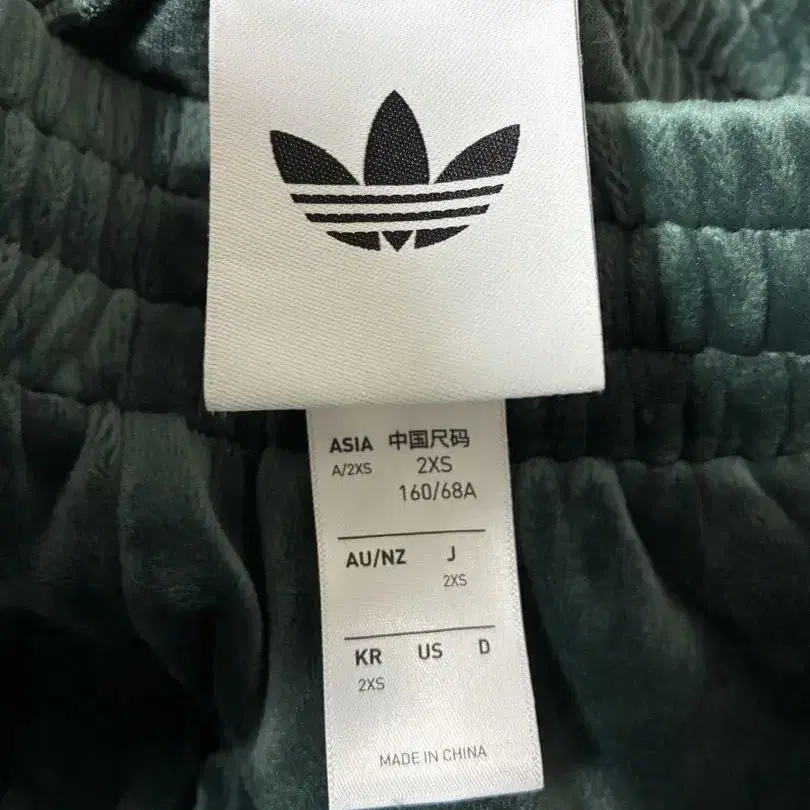 ASIA 中国尺码
A/2XS 2XS
160/68A
AU/NZ J
2XS
KR US D
2XS
MADE IN CHINA